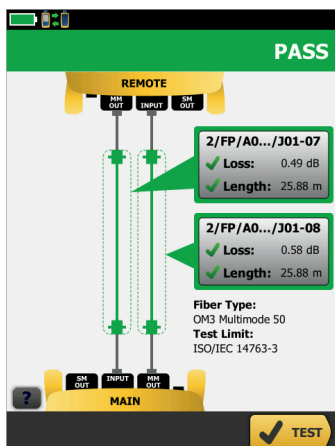 PASS
REMOTE
MM OUT INPUT SM OUT
2/FP/A0.../J01-07
Loss: 0.49 dB
Length: 25.88 m
2/FP/A0.../J01-08
Loss: 0.58 dB
Length: 25.88 m
Fiber Type:
OM3 Multimode 50
Test Limit:
ISO/IEC 14763-3
SM OUT INPUT MM OUT
MAIN
?
TEST